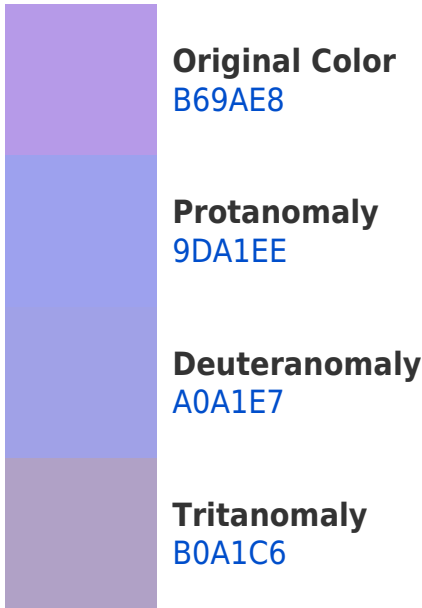 Original Color
B69AE8
Protanomaly
9DA1EE
Deuteranomaly
A0A1E7
Tritanomaly
B0A1C6